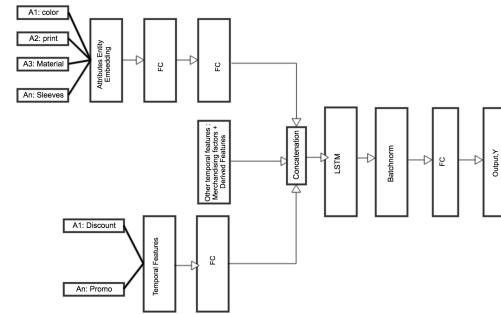 A1: color
A2: print
A3: Material
An: Sleeves
Attributes Entity
Embedding
FC
FC
Other temporal features :
Merchandising factors +
Derived Features
A1: Discount
An: Promo
Temporal Features
FC
Concatenation
LSTM
Batchnorm
FC
Output,Y